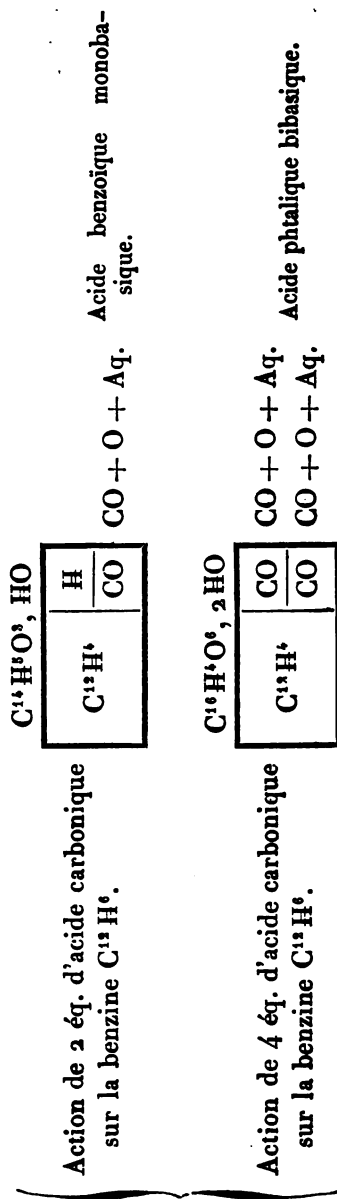 Action de 2 éq. d'acide carbonique
sur la benzine C¹²H⁶.
C¹⁴H⁵O³, HO
C¹²H⁴ H
CO
CO + O + Aq.
Acide benzoïque monoba-
sique.
Action de 4 éq. d'acide carbonique
sur la benzine C¹²H⁶.
C¹⁶H⁴O⁶, 2 HO
C¹²H⁴ CO
CO
CO + O + Aq.
CO + O + Aq.
Acide phtalique bibasique.